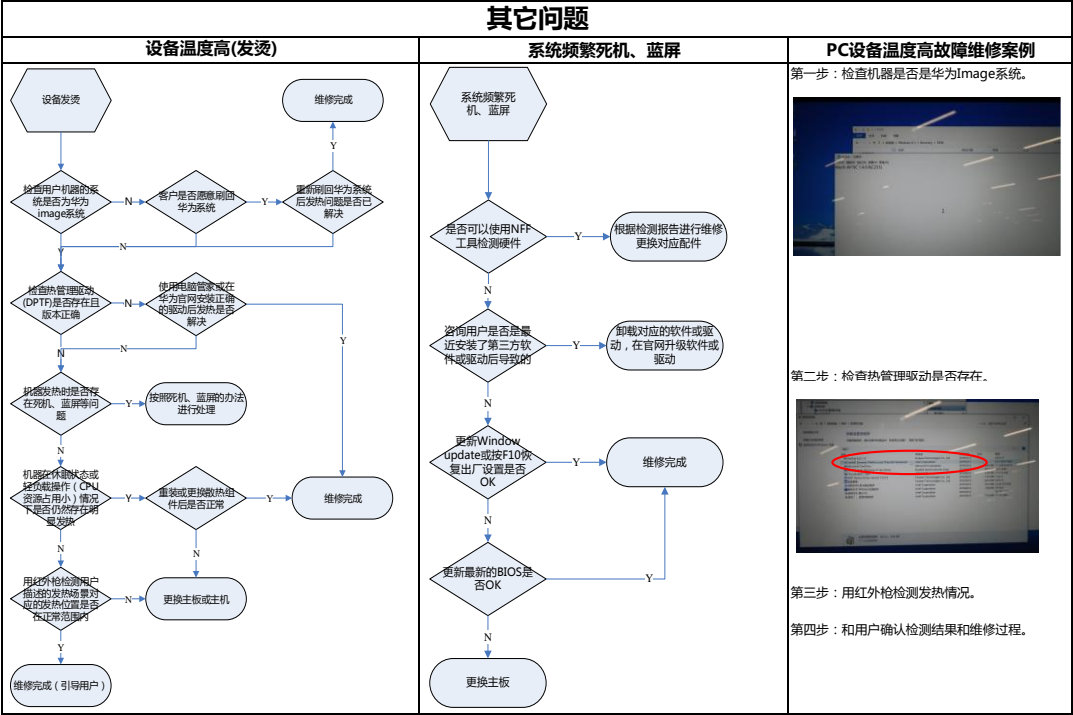 其它问题
设备温度高(发烫)
设备发烫
维修完成
Y
检查用户机器的系
统是否为华为
image系统
N
客户是否愿意刷回
华为系统
Y
重新刷回华为系统
后发热问题是否已
解决
N
Y
检查热管理驱动
(DPTF)是否存在且
版本正确
N
使用电脑管家或在
华为官网安装正确
的驱动后发热是否
解决
Y
N
N
机器发热时是否存
在死机、蓝屏等问
题
Y
按照死机、蓝屏的办法
进行处理
N
机器在休眠状态或
轻负载操作（CPU
资源占用小）情况
下是否仍然存在明
显发热
Y
重装或更换散热组
件后是否正常
Y
维修完成
N
N
用红外枪检测用户
描述的发热场景对
应的发热位置是否
在正常范围内
N
更换主板或主机
Y
维修完成（引导用户）
系统频繁死机、蓝屏
系统频繁死
机、蓝屏
是否可以使用NFF
工具检测硬件
Y
根据检测报告进行维修
更换对应配件
N
咨询用户是否是最
近安装了第三方软
件或驱动后导致的
Y
卸载对应的软件或驱
动，在官网升级软件或
驱动
N
更新Window
update或按F10恢
复出厂设置是否
OK
Y
维修完成
N
更新最新的BIOS是
否OK
Y
N
更换主板
PC设备温度高故障维修案例
第一步：检查机器是否是华为Image系统。
第二步：检查热管理驱动是否存在。
第三步：用红外枪检测发热情况。
第四步：和用户确认检测结果和维修过程。